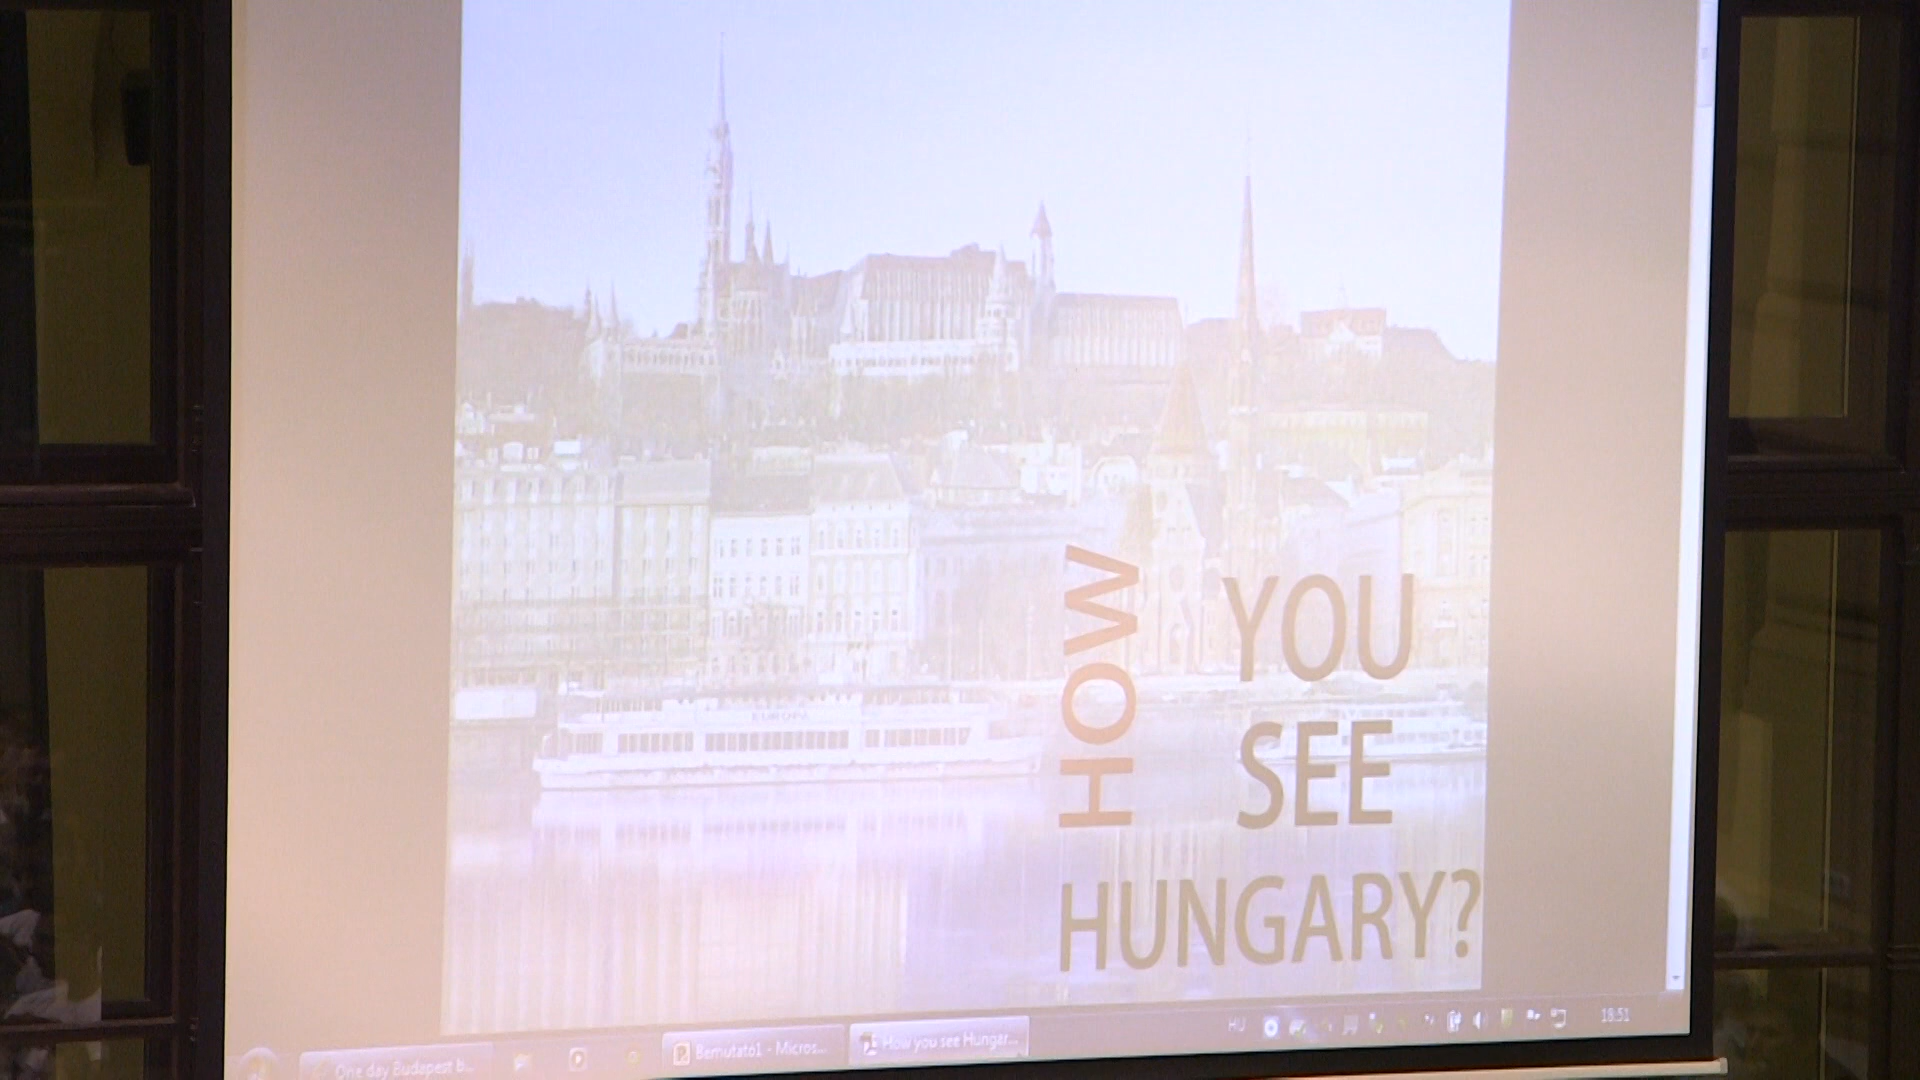 EUROPA
HOW
YOU
SEE
HUNGARY?
One day Budapest b...
Bemutató1 - Micros...
How you see Hungar...
HU
18:51